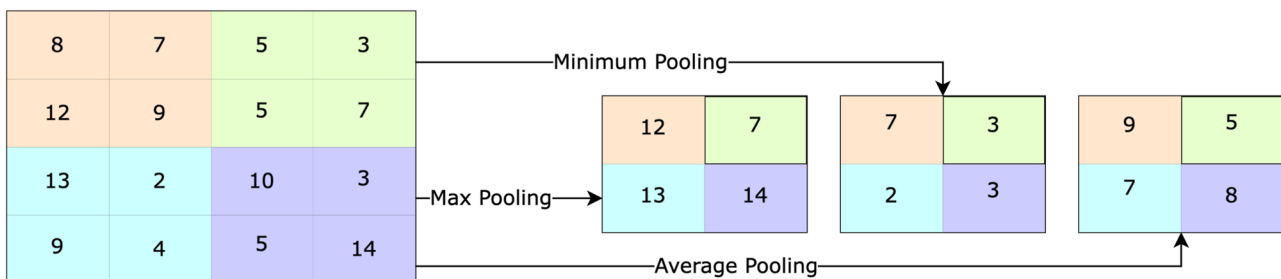 8 7 5 3
Minimum Pooling
12 9 5 7
12 7
7 3
9 5
13 2 10 3
Max Pooling
13 14
2 3
7 8
9 4 5 14
Average Pooling